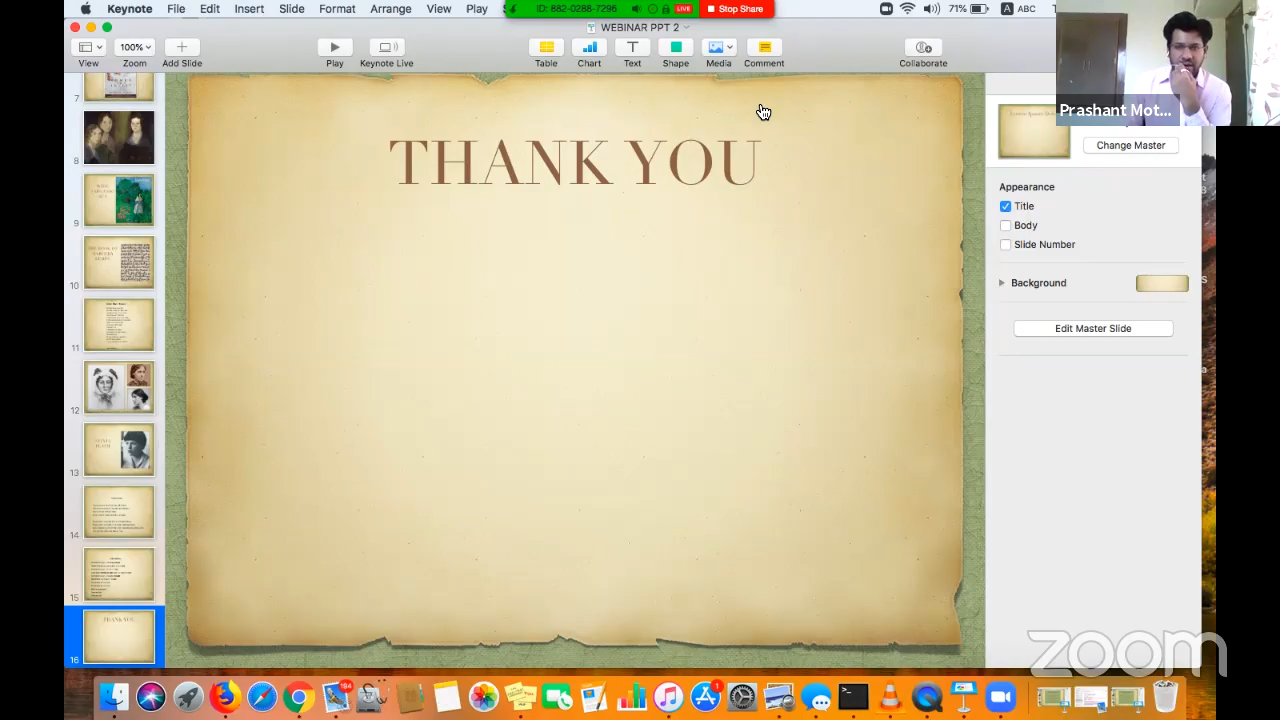 Keynote File Edit Insert Slide Format Arrange View Play
ID: 882-0288-7296 LIVE Stop Share
71% ABC
WEBINAR PPT 2
100%
View Zoom Add Slide Play Keynote Live Table Chart Text Shape Media Comment Collaborate
Prashant Mot...
7
8
9
10
11
12
13
14
15
16
THANK YOU
THANK YOU
Change Master
Appearance
Title
Body
Slide Number
Background
Edit Master Slide
194
1
zoom